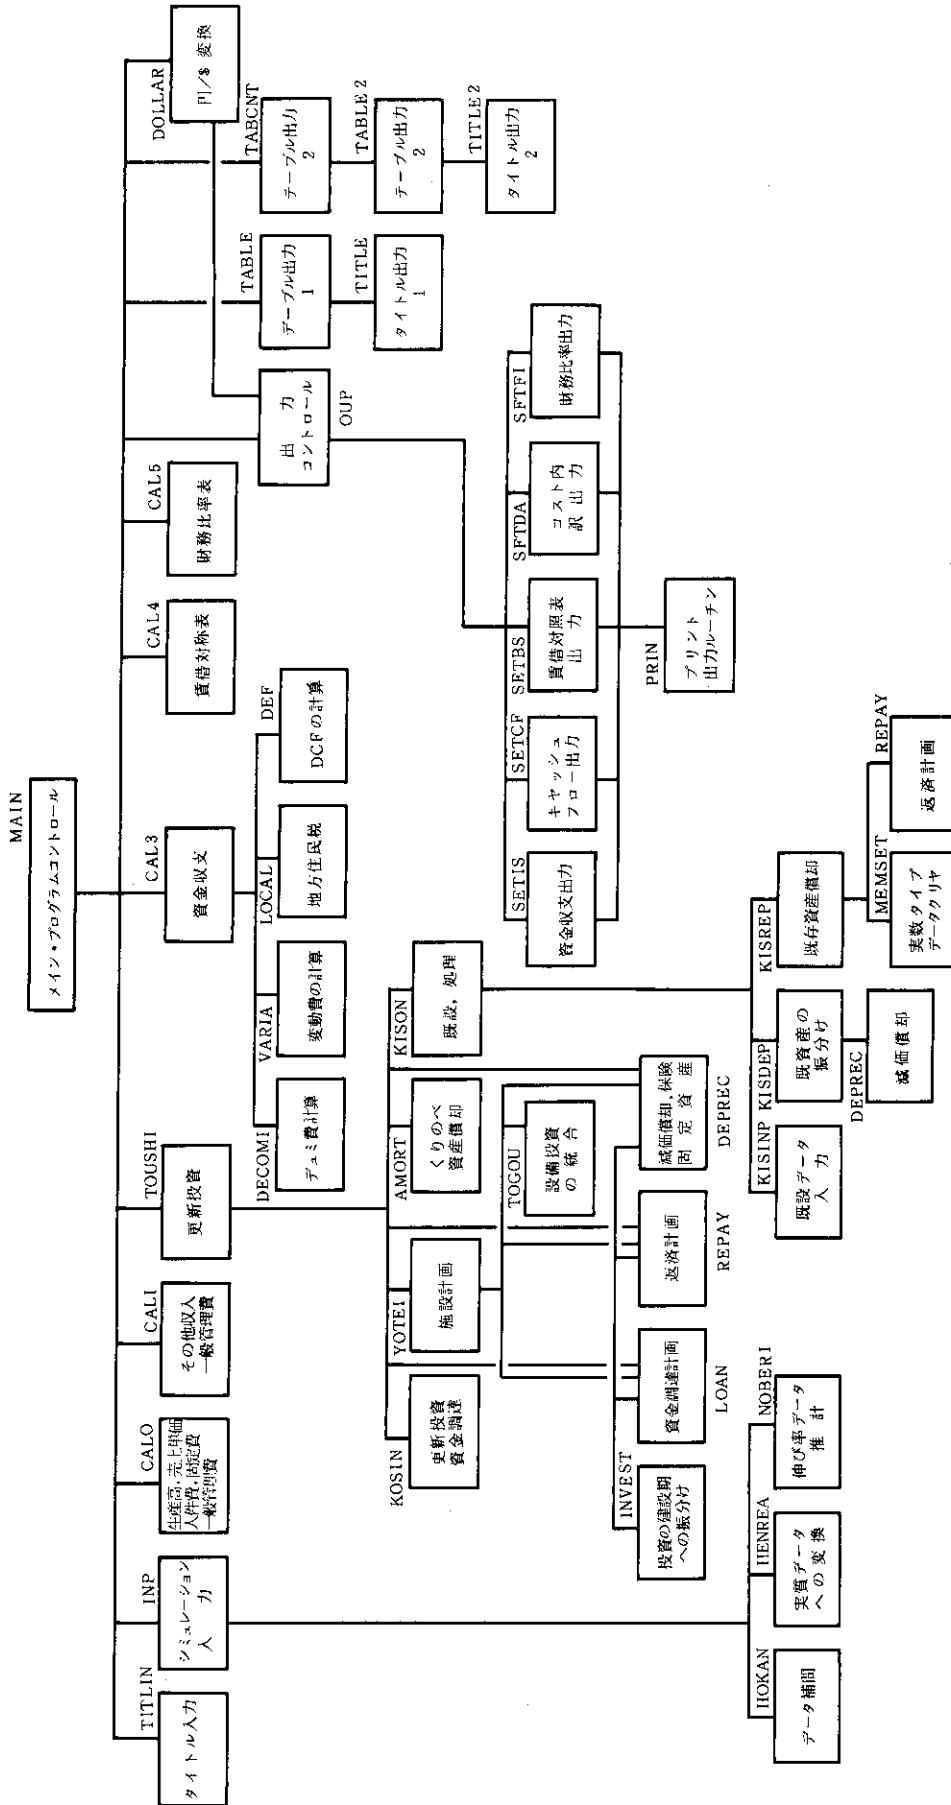 MAIN
メイン・プログラムコントロール
TITLIN
タイトル入力
INP
シミュレーション
入力
CALO
生産高,売上単価
人件費,固定費
一般管理費
CALI
その他収入
一般管理費
TOUSHI
更新投資
CAL3
資金収支
CAL4
賃借対称表
CAL5
財務比率表
出力
コントロール
OUP
TABLE
テーブル出力
1
TITLE
タイトル出力
1
TABCNT
テーブル出力
2
TABLE 2
テーブル出力
2
TITLE 2
タイトル出力
2
DOLLAR
円/$ 変換
DECOMI
デュミ費計算
VARIA
変動費の計算
LOCAL
地方住民税
DEF
DCFの計算
KOSIN
更新投資
資金調達
YOTEI
施設計画
AMORT
くりのべ
資産償却
KISON
既設,処理
TOGOU
設備投資
の統合
INVEST
投資の建設期
への振分け
資金調達計画
LOAN
返済計画
REPAY
減価償却,保険
固定資産
DEPREC
SETIS
資金収支出力
SETCF
キャッシュ
フロー出力
SETBS
賃借対照表
出力
SFTDA
コスト内
訳出力
SFTFI
財務比率出力
PRIN
プリント
出力ルーチン
KISINP
既設データ
入力
KISDEP
既資産の
振分け
DEPREC
減価償却
KISREP
既存資産償却
MEMSET
実数タイプ
データクリヤ
REPAY
返済計画
HOKAN
データ補間
HENREA
実質データ
への変換
NOBERI
伸び率データ
推計